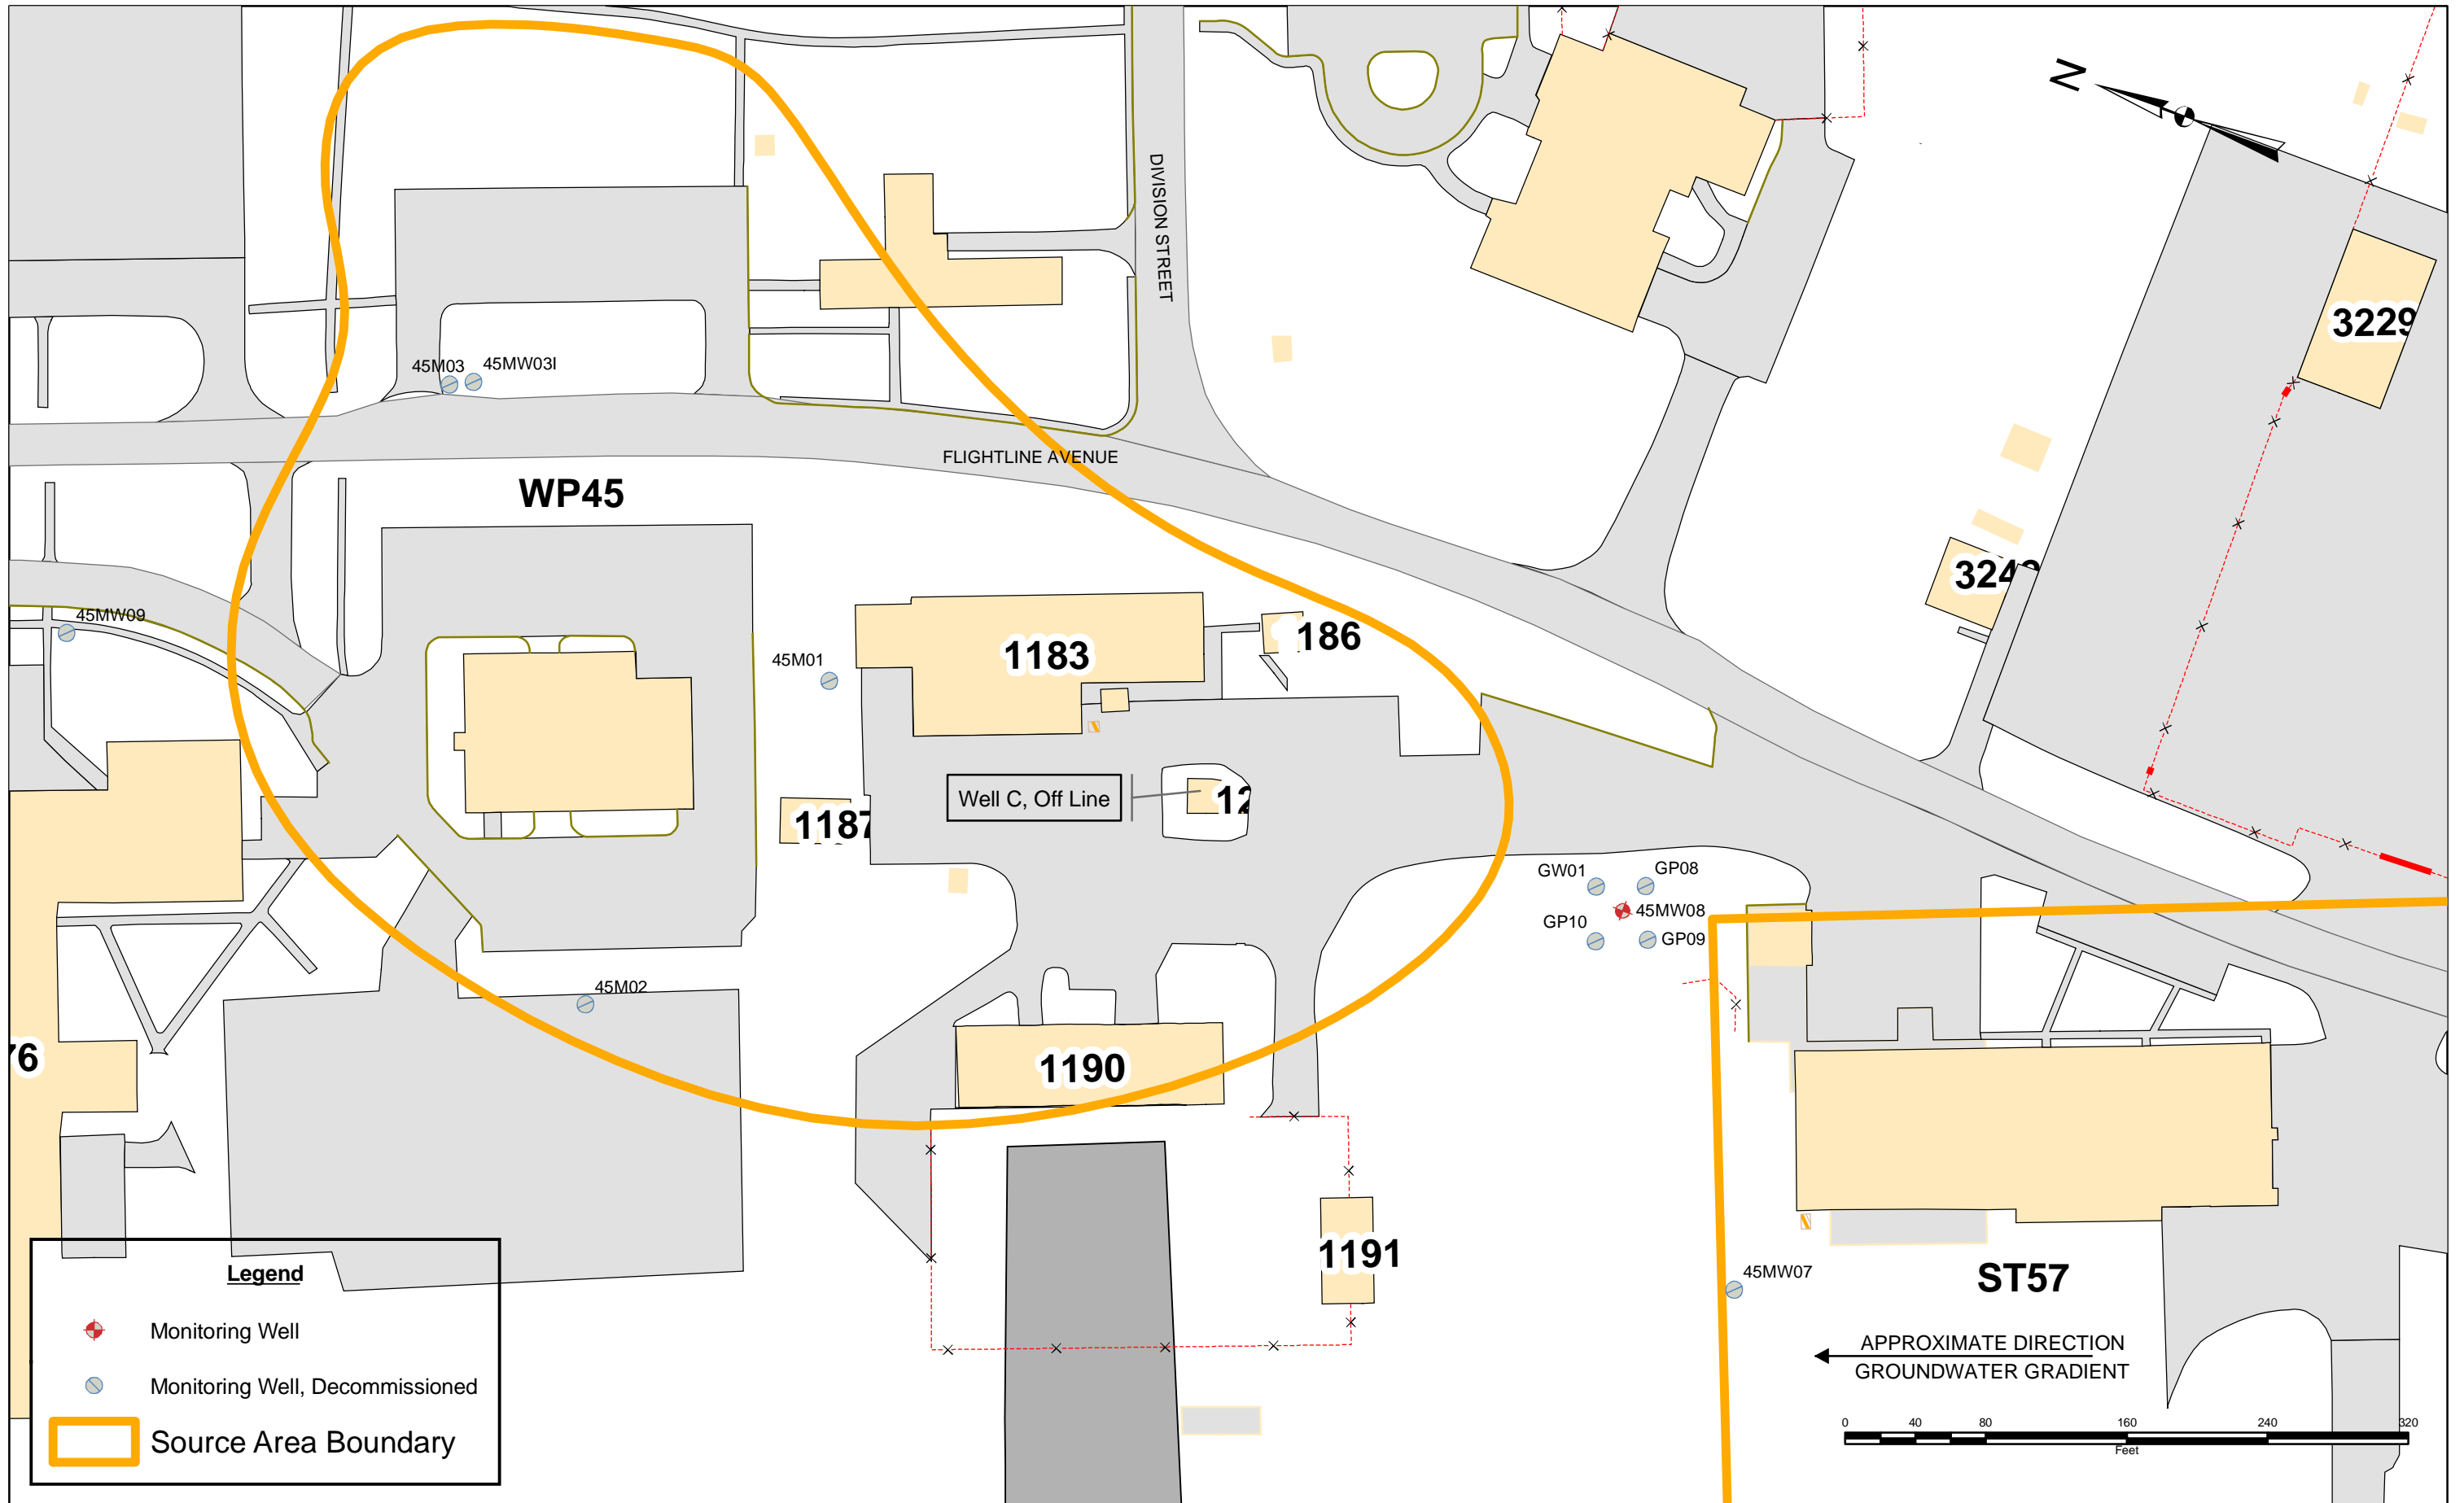 N
DIVISION STREET
3229
45M03
45MW03I
FLIGHTLINE AVENUE
WP45
324
45MW09
186
1183
45M01
Well C, Off Line
12
1187
GW01
GP08
45MW08
GP10
GP09
45M02
76
1190
1191
45MW07
ST57
Legend
Monitoring Well
Monitoring Well, Decommissioned
Source Area Boundary
APPROXIMATE DIRECTION
GROUNDWATER GRADIENT
0 40 80 160 240 320
Feet